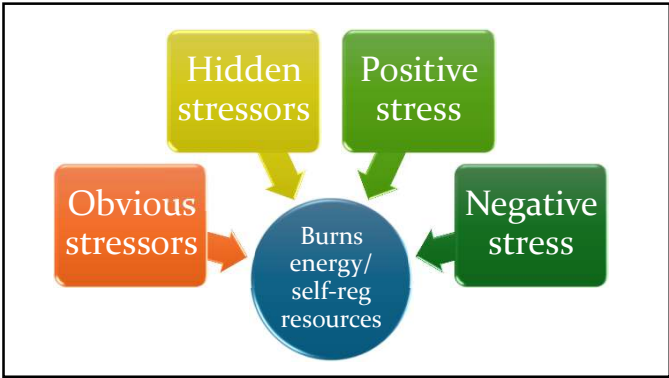 Hidden
stressors
Positive
stress
Obvious
stressors
Negative
stress
Burns
energy/
self-reg
resources